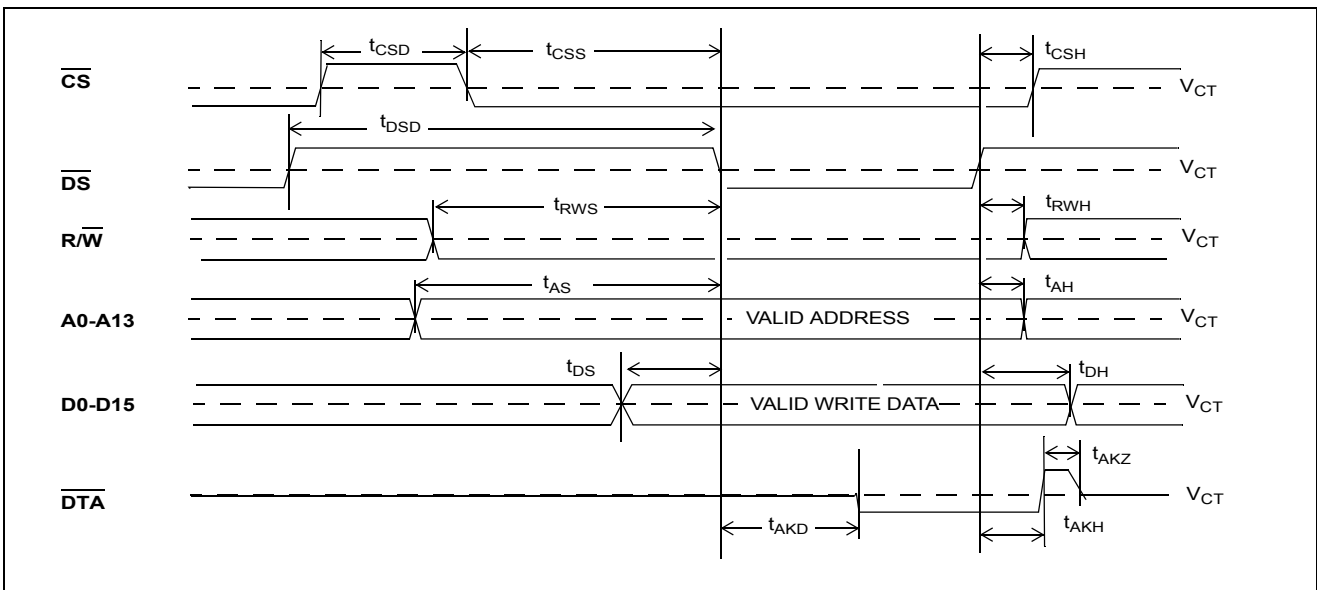 tCSD
tCSS
tCSH
CS
VCT
tDSD
DS
VCT
tRWS
tRWH
R/W
VCT
tAS
tAH
A0-A13
VALID ADDRESS
VCT
tDS
tDH
D0-D15
VALID WRITE DATA
VCT
tAKZ
DTA
VCT
tAKD
tAKH